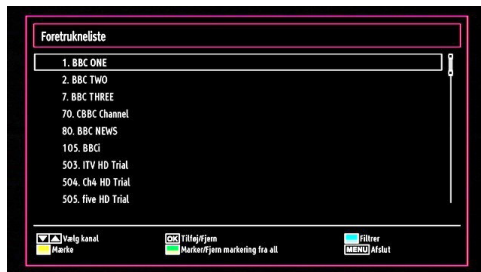 Foretrukneliste
1. BBC ONE
2. BBC TWO
7. BBC THREE
70. CBBC Channel
80. BBC NEWS
105. BBCi
503. ITV HD Trial
504. Ch4 HD Trial
505. five HD Trial
Vælg kanal OK Tilføj/Fjern Filtrer
Mærke Marker/Fjern markering fra all MENU Afslut